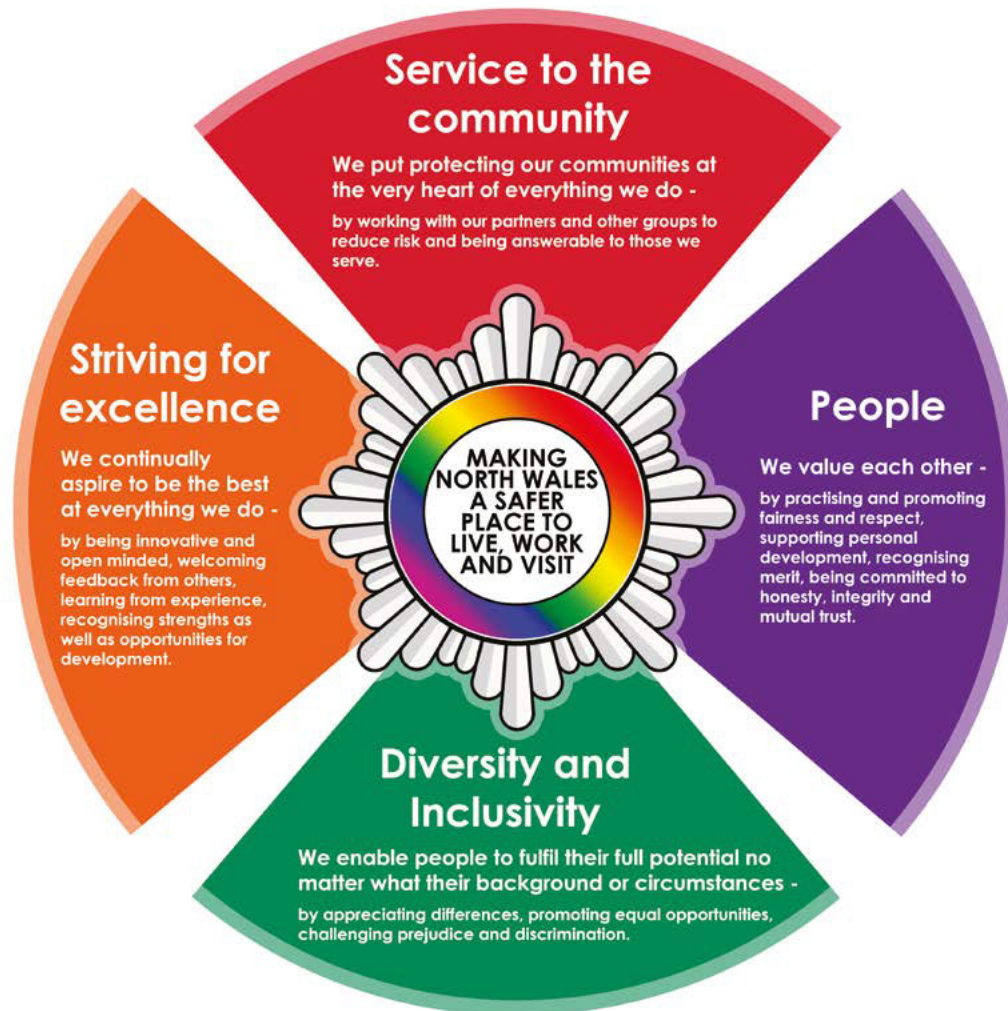 Service to the
community
We put protecting our communities at
the very heart of everything we do -
by working with our partners and other groups to
reduce risk and being answerable to those we
serve.
Striving for
excellence
We continually
aspire to be the best
at everything we do -
by being innovative and
open minded, welcoming
feedback from others,
learning from experience,
recognising strengths as
well as opportunities for
development.
MAKING
NORTH WALES
A SAFER
PLACE TO
LIVE, WORK
AND VISIT
People
We value each other -
by practising and promoting
fairness and respect,
supporting personal
development, recognising
merit, being committed to
honesty, integrity and
mutual trust.
Diversity and
Inclusivity
We enable people to fulfil their full potential no
matter what their background or circumstances -
by appreciating differences, promoting equal opportunities,
challenging prejudice and discrimination.